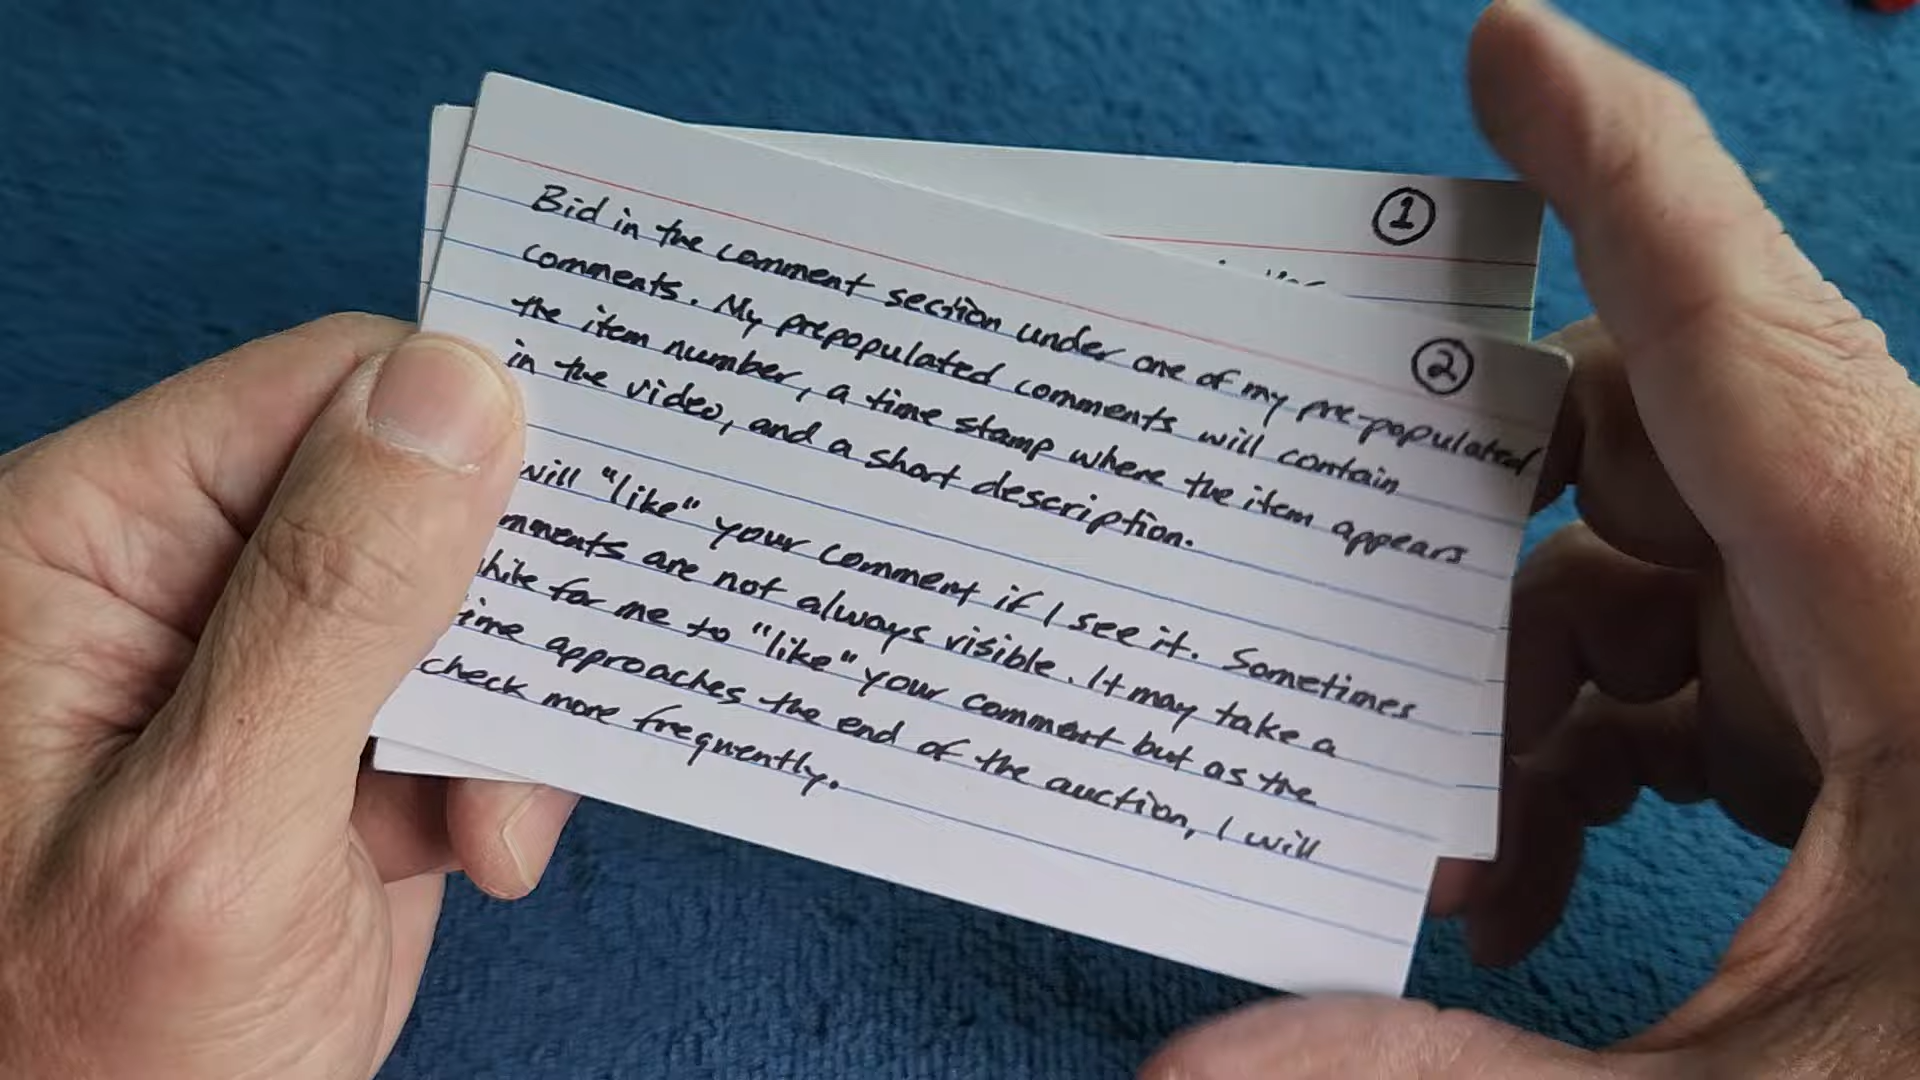 1
2
Bid in the comment section under one of my pre-populated
comments. My prepopulated comments will contain
the item number, a time stamp where the item appears
in the video, and a short description.
will "like" your comment if I see it. Sometimes
mments are not always visible. It may take a
while for me to "like" your comment but as the
time approaches the end of the auction, I will
check more frequently.